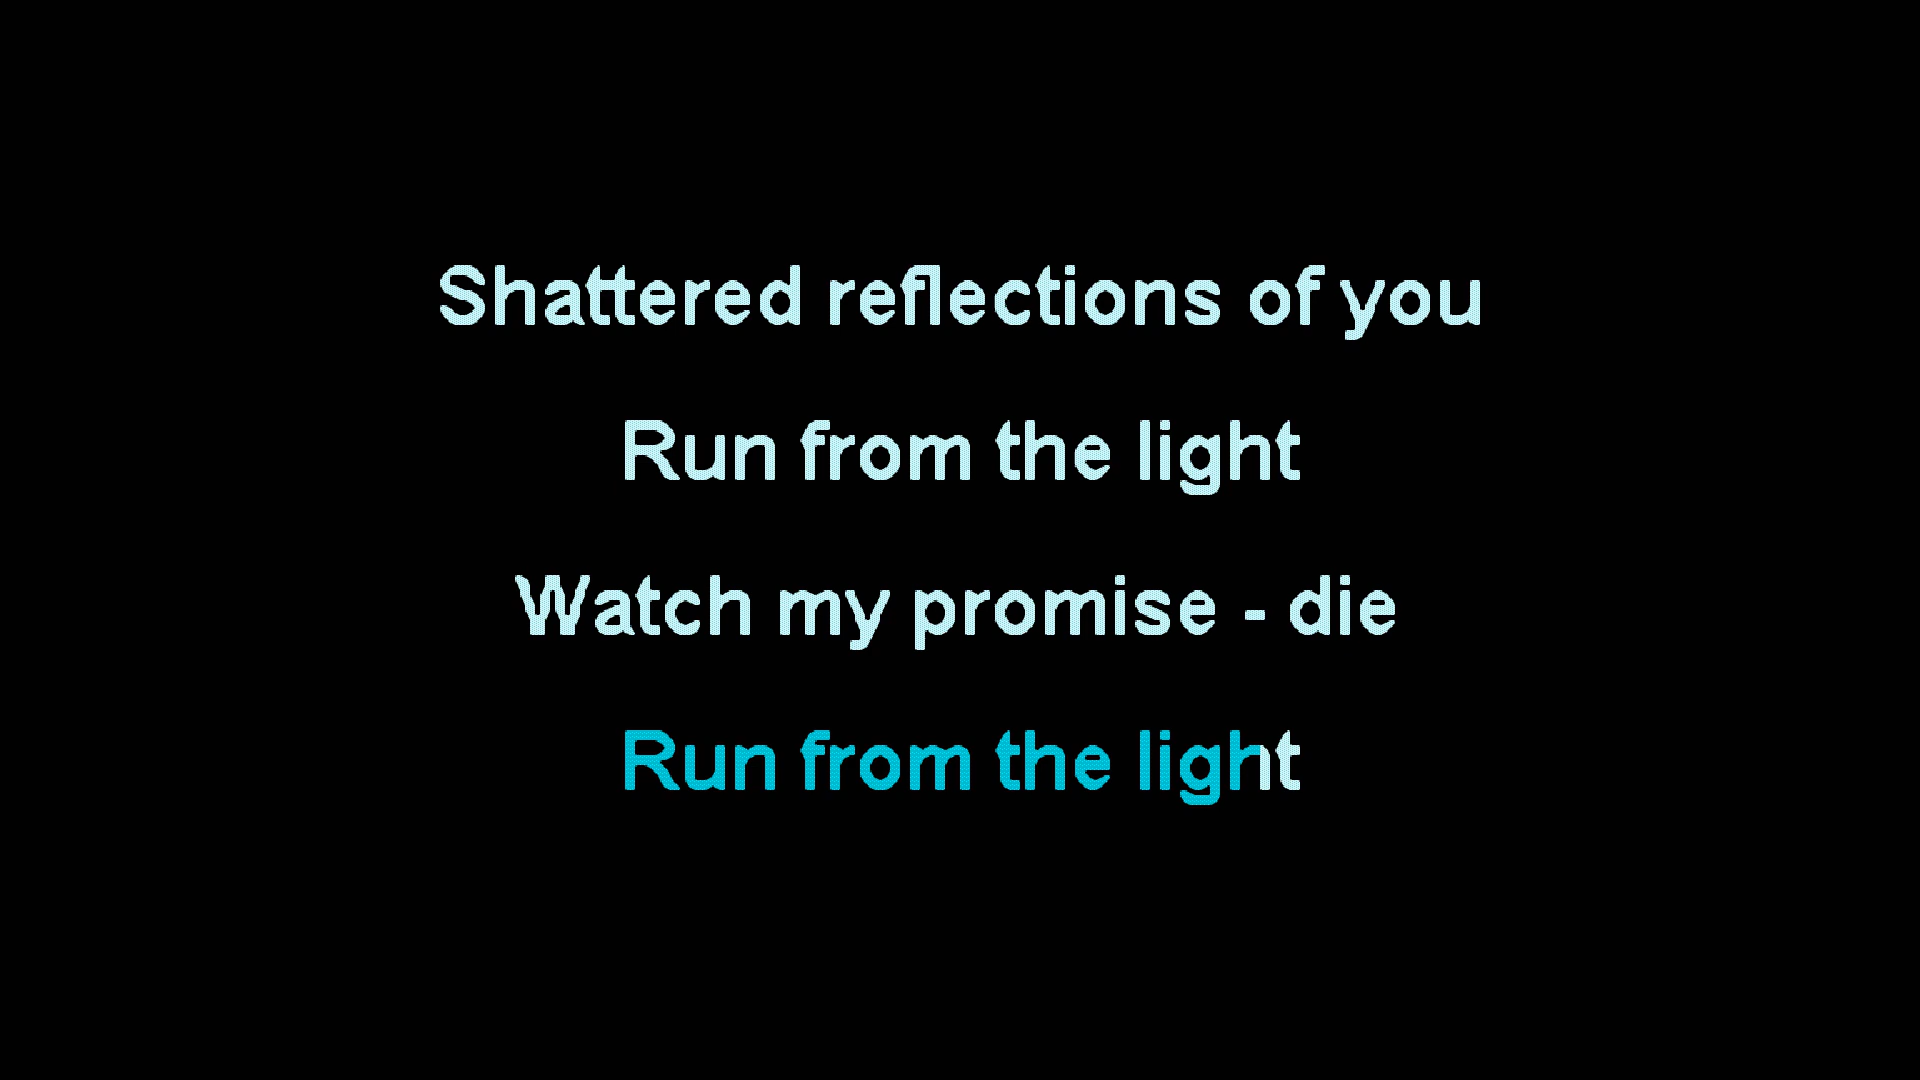 Shattered reflections of you
Run from the light
Watch my promise - die
Run from the light